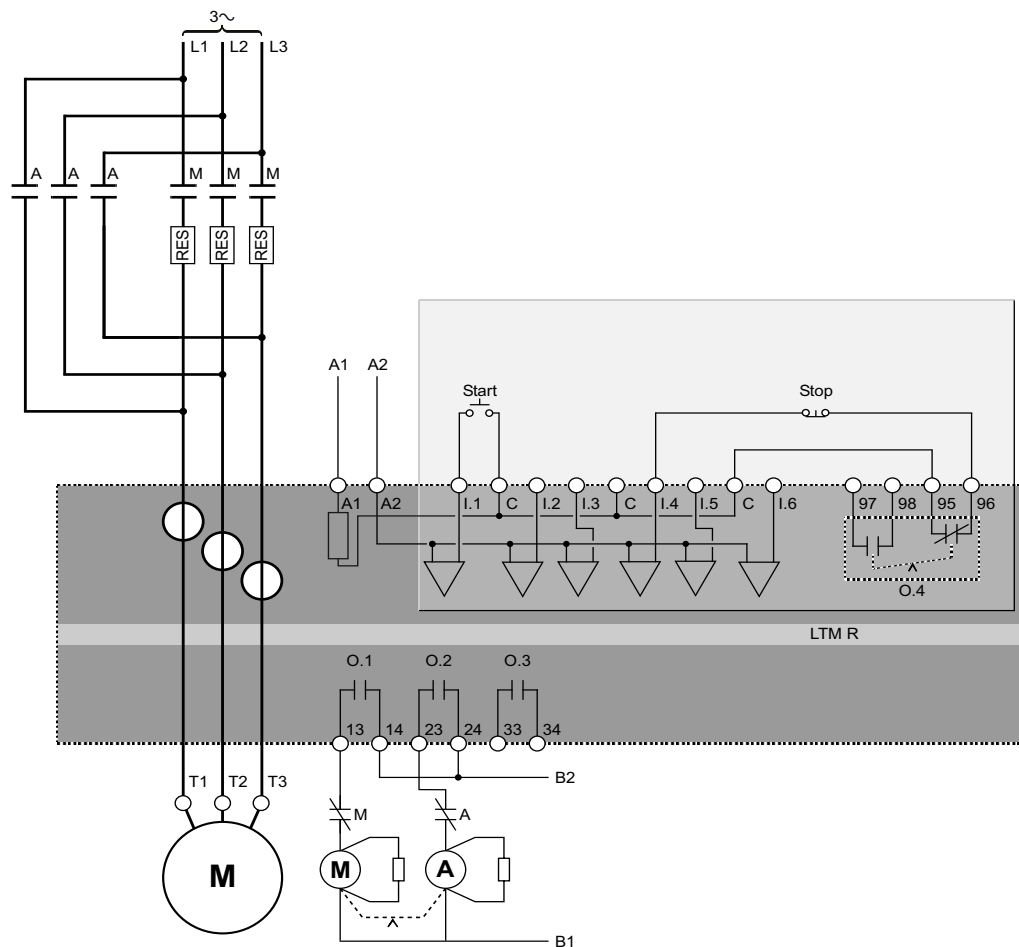 3~
L1 L2 L3
A A A M M M
RES RES RES
A1 A2
Start Stop
A1 A2 I.1 C I.2 I.3 C I.4 I.5 C I.6 97 98 95 96
O.4
LTM R
O.1 O.2 O.3
13 14 23 24 33 34
B2
T1 T2 T3
M A
M M A
B1